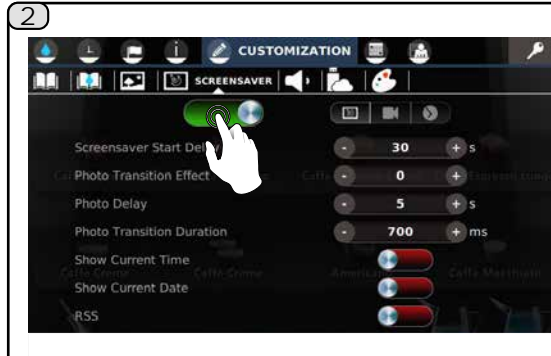 2
CUSTOMIZATION
SCREENSAVER
Screensaver Start Del
- 30 + s
Photo Transition Effect
- 0 +
Photo Delay
- 5 + s
Photo Transition Duration
- 700 + ms
Show Current Time
Show Current Date
RSS